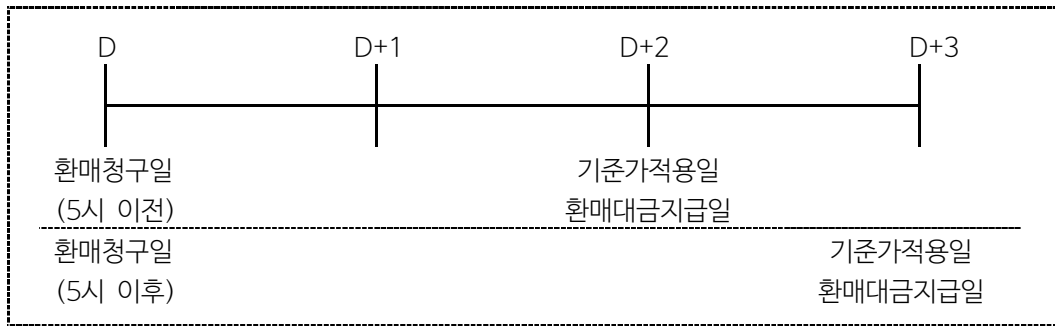 D D+1 D+2 D+3
환매청구일 기준가적용일
(5시 이전) 환매대금지급일
환매청구일 기준가적용일
(5시 이후) 환매대금지급일